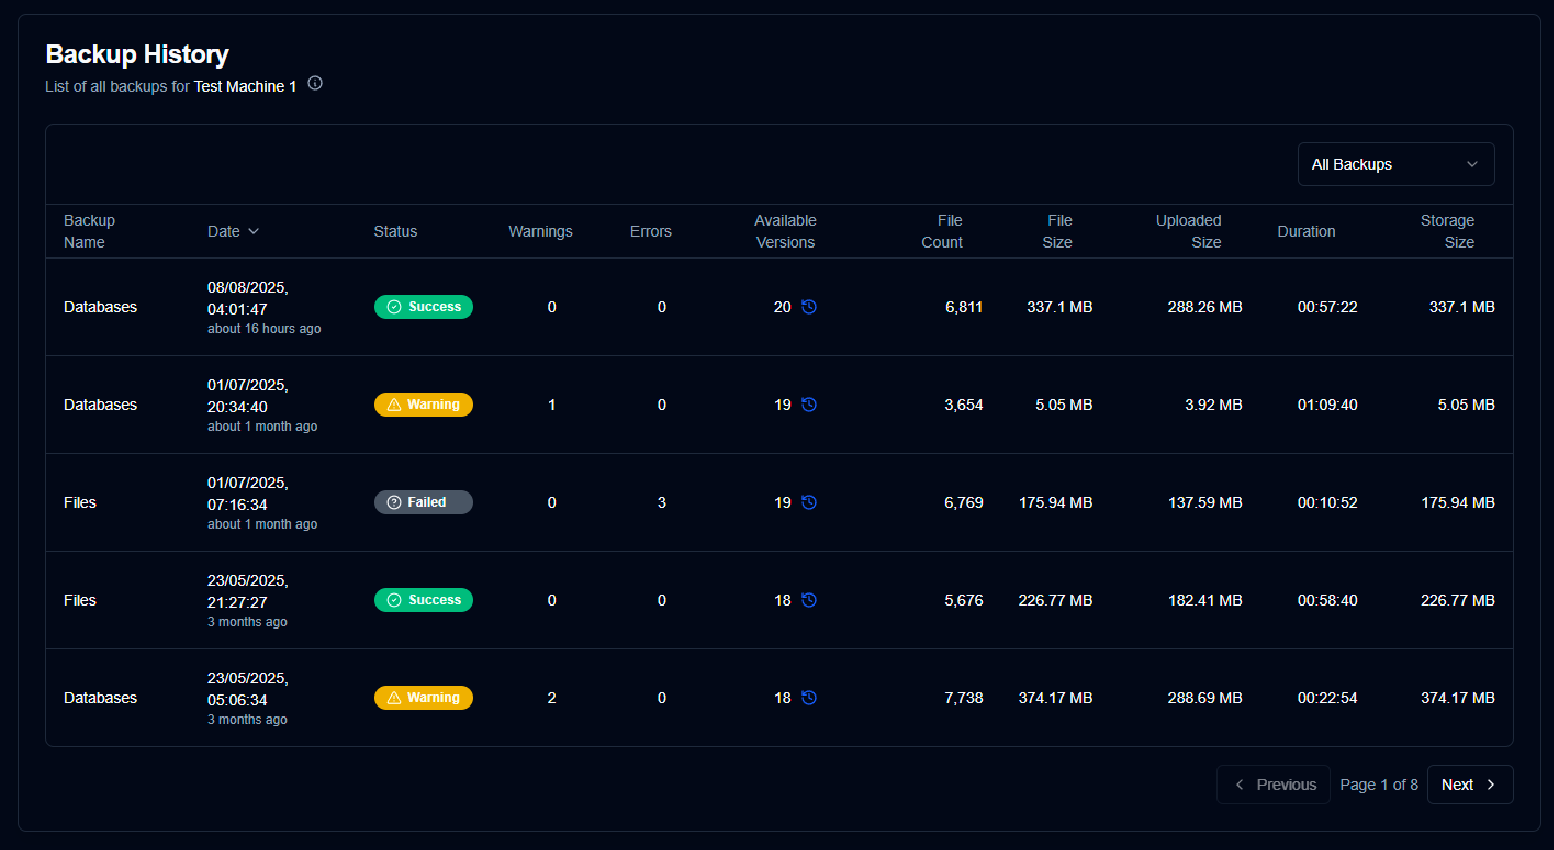 Backup History
List of all backups for Test Machine 1
All Backups
Backup Name Date Status Warnings Errors Available Versions File Count File Size Uploaded Size Duration Storage Size
Databases 08/08/2025, 04:01:47 about 16 hours ago Success 0 0 20 6,811 337.1 MB 288.26 MB 00:57:22 337.1 MB
Databases 01/07/2025, 20:34:40 about 1 month ago Warning 1 0 19 3,654 5.05 MB 3.92 MB 01:09:40 5.05 MB
Files 01/07/2025, 07:16:34 about 1 month ago Failed 0 3 19 6,769 175.94 MB 137.59 MB 00:10:52 175.94 MB
Files 23/05/2025, 21:27:27 3 months ago Success 0 0 18 5,676 226.77 MB 182.41 MB 00:58:40 226.77 MB
Databases 23/05/2025, 05:06:34 3 months ago Warning 2 0 18 7,738 374.17 MB 288.69 MB 00:22:54 374.17 MB
Previous Page 1 of 8 Next